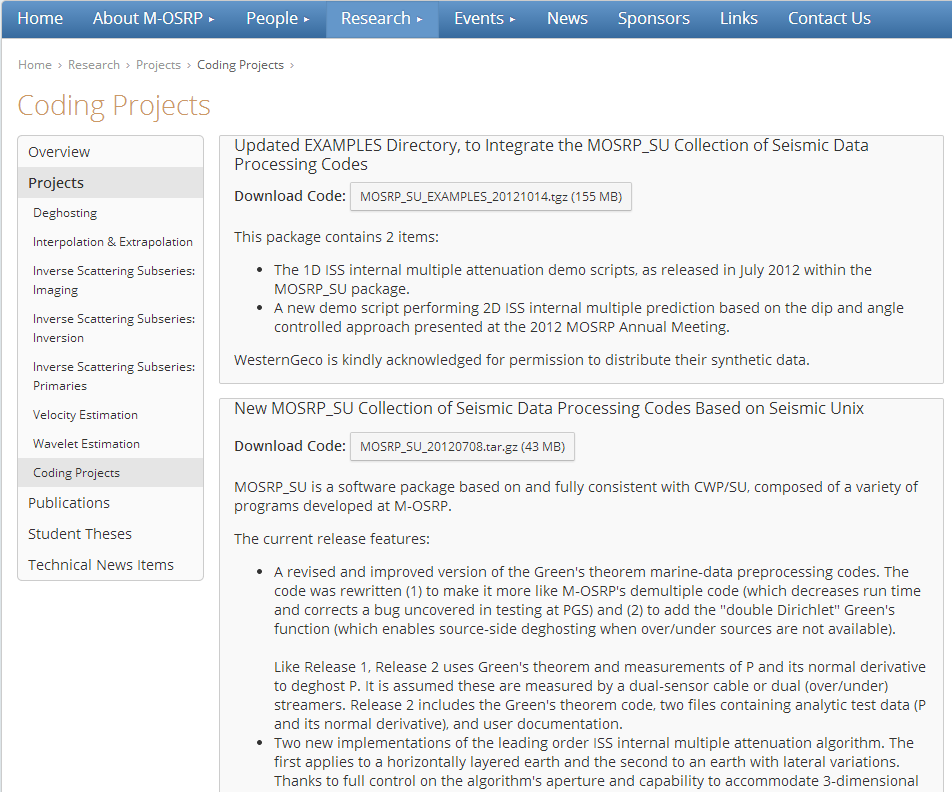 Home About M-OSRP ▸ People ▸ Research ▸ Events ▸ News Sponsors Links Contact Us
Home › Research › Projects › Coding Projects ›
Coding Projects
Overview
Projects
Deghosting
Interpolation & Extrapolation
Inverse Scattering Subseries:
Imaging
Inverse Scattering Subseries:
Inversion
Inverse Scattering Subseries:
Primaries
Velocity Estimation
Wavelet Estimation
Coding Projects
Publications
Student Theses
Technical News Items
Updated EXAMPLES Directory, to Integrate the MOSRP_SU Collection of Seismic Data
Processing Codes
Download Code: MOSRP_SU_EXAMPLES_20121014.tgz (155 MB)
This package contains 2 items:
• The 1D ISS internal multiple attenuation demo scripts, as released in July 2012 within the
MOSRP_SU package.
• A new demo script performing 2D ISS internal multiple prediction based on the dip and angle
controlled approach presented at the 2012 MOSRP Annual Meeting.
WesternGeco is kindly acknowledged for permission to distribute their synthetic data.
New MOSRP_SU Collection of Seismic Data Processing Codes Based on Seismic Unix
Download Code: MOSRP_SU_20120708.tar.gz (43 MB)
MOSRP_SU is a software package based on and fully consistent with CWP/SU, composed of a variety of
programs developed at M-OSRP.
The current release features:
• A revised and improved version of the Green's theorem marine-data preprocessing codes. The
code was rewritten (1) to make it more like M-OSRP's demultiple code (which decreases run time
and corrects a bug uncovered in testing at PGS) and (2) to add the "double Dirichlet" Green's
function (which enables source-side deghosting when over/under sources are not available).
Like Release 1, Release 2 uses Green's theorem and measurements of P and its normal derivative
to deghost P. It is assumed these are measured by a dual-sensor cable or dual (over/under)
streamers. Release 2 includes the Green's theorem code, two files containing analytic test data (P
and its normal derivative), and user documentation.
• Two new implementations of the leading order ISS internal multiple attenuation algorithm. The
first applies to a horizontally layered earth and the second to an earth with lateral variations.
Thanks to full control on the algorithm's aperture and capability to accommodate 3-dimensional